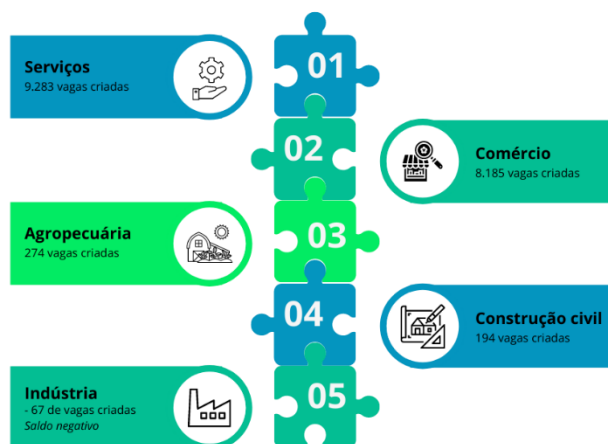 Serviços
9.283 vagas criadas
01
02
Comércio
8.185 vagas criadas
Agropecuária
274 vagas criadas
03
04
Construção civil
194 vagas criadas
Indústria
- 67 de vagas criadas
Saldo negativo
05